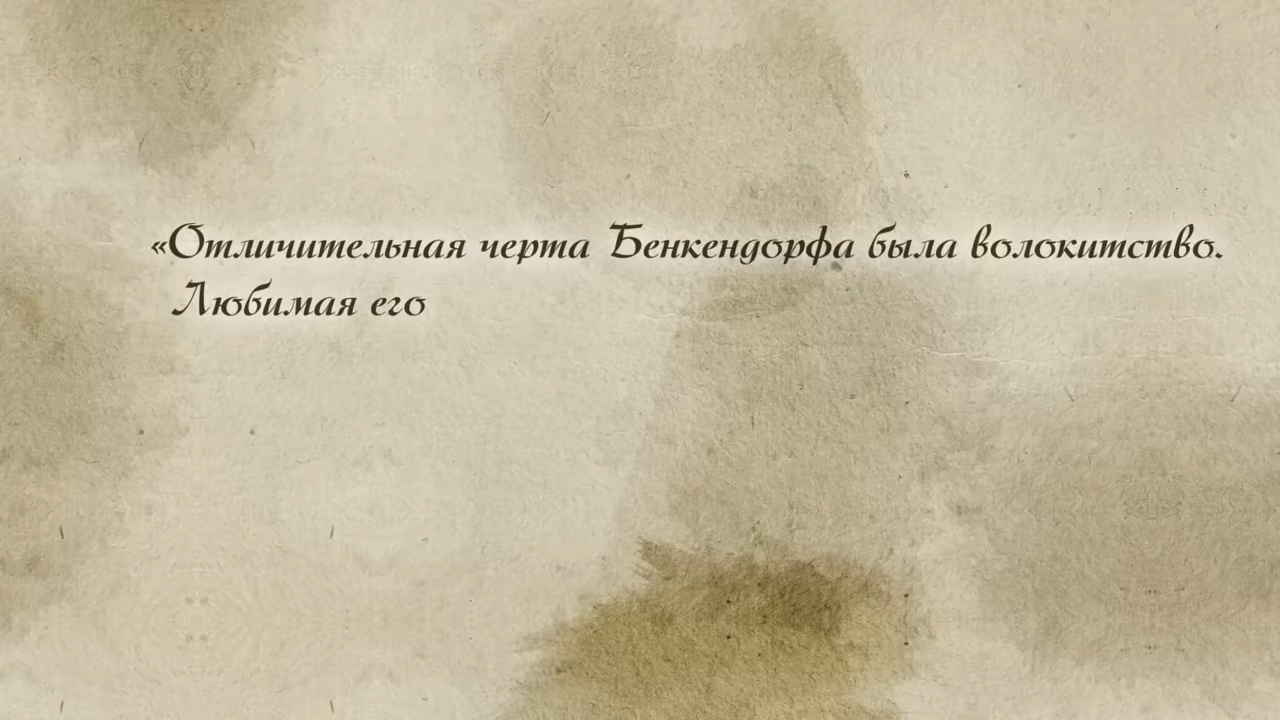 «Отличительная черта Бенкендорфа была волокитство.
Любимая его